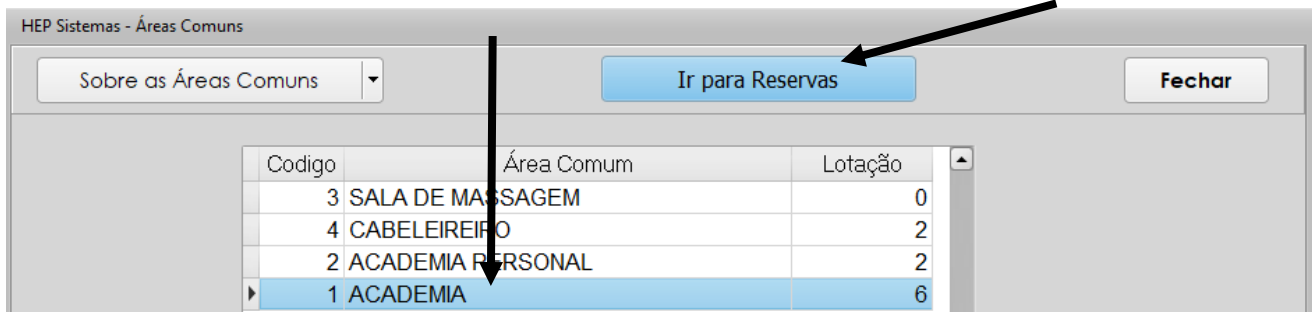 HEP Sistemas - Áreas Comuns
Sobre as Áreas Comuns Ir para Reservas Fechar
Codigo Área Comum Lotação
3 SALA DE MASSAGEM 0
4 CABELEIREIRO 2
2 ACADEMIA PERSONAL 2
1 ACADEMIA 6